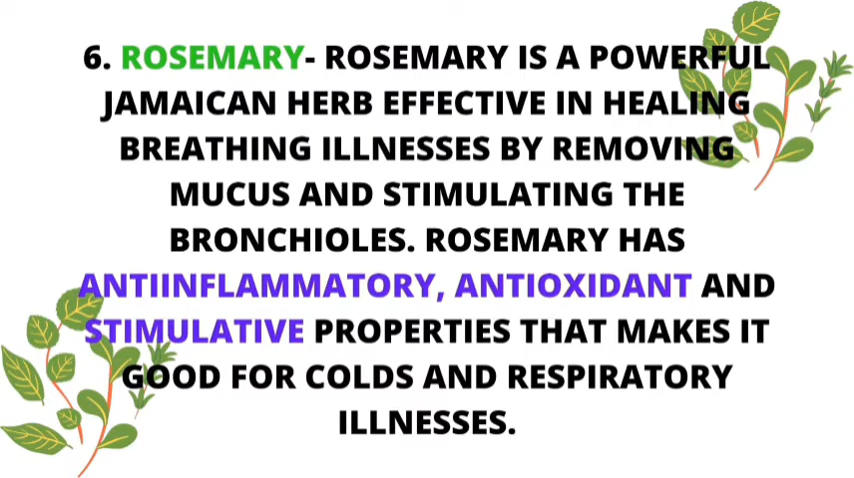 6. ROSEMARY- ROSEMARY IS A POWERFUL
JAMAICAN HERB EFFECTIVE IN HEALING
BREATHING ILLNESSES BY REMOVING
MUCUS AND STIMULATING THE
BRONCHIOLES. ROSEMARY HAS
ANTIINFLAMMATORY, ANTIOXIDANT AND
STIMULATIVE PROPERTIES THAT MAKES IT
GOOD FOR COLDS AND RESPIRATORY
ILLNESSES.